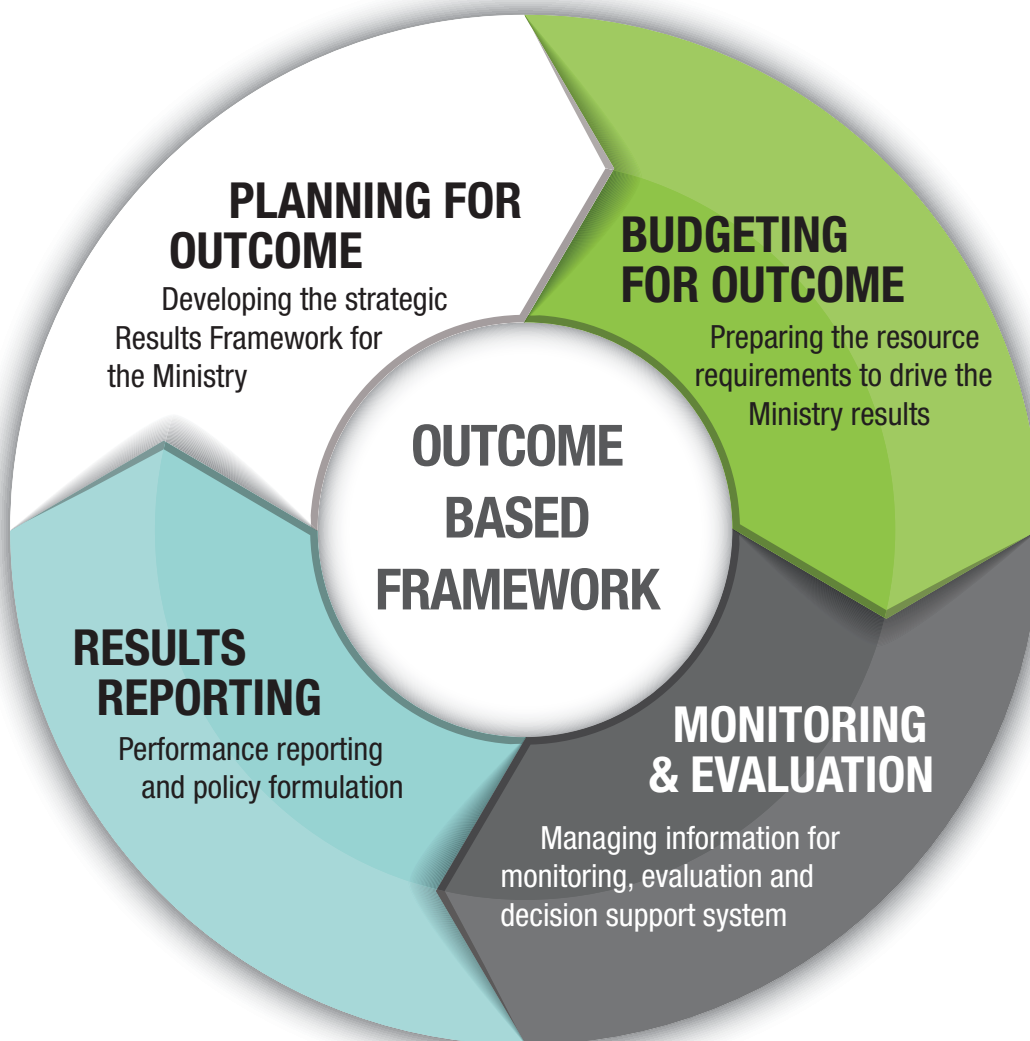 PLANNING FOR
OUTCOME
Developing the strategic
Results Framework for
the Ministry
BUDGETING
FOR OUTCOME
Preparing the resource
requirements to drive the
Ministry results
OUTCOME
BASED
FRAMEWORK
MONITORING
& EVALUATION
Managing information for
monitoring, evaluation and
decision support system
RESULTS
REPORTING
Performance reporting
and policy formulation